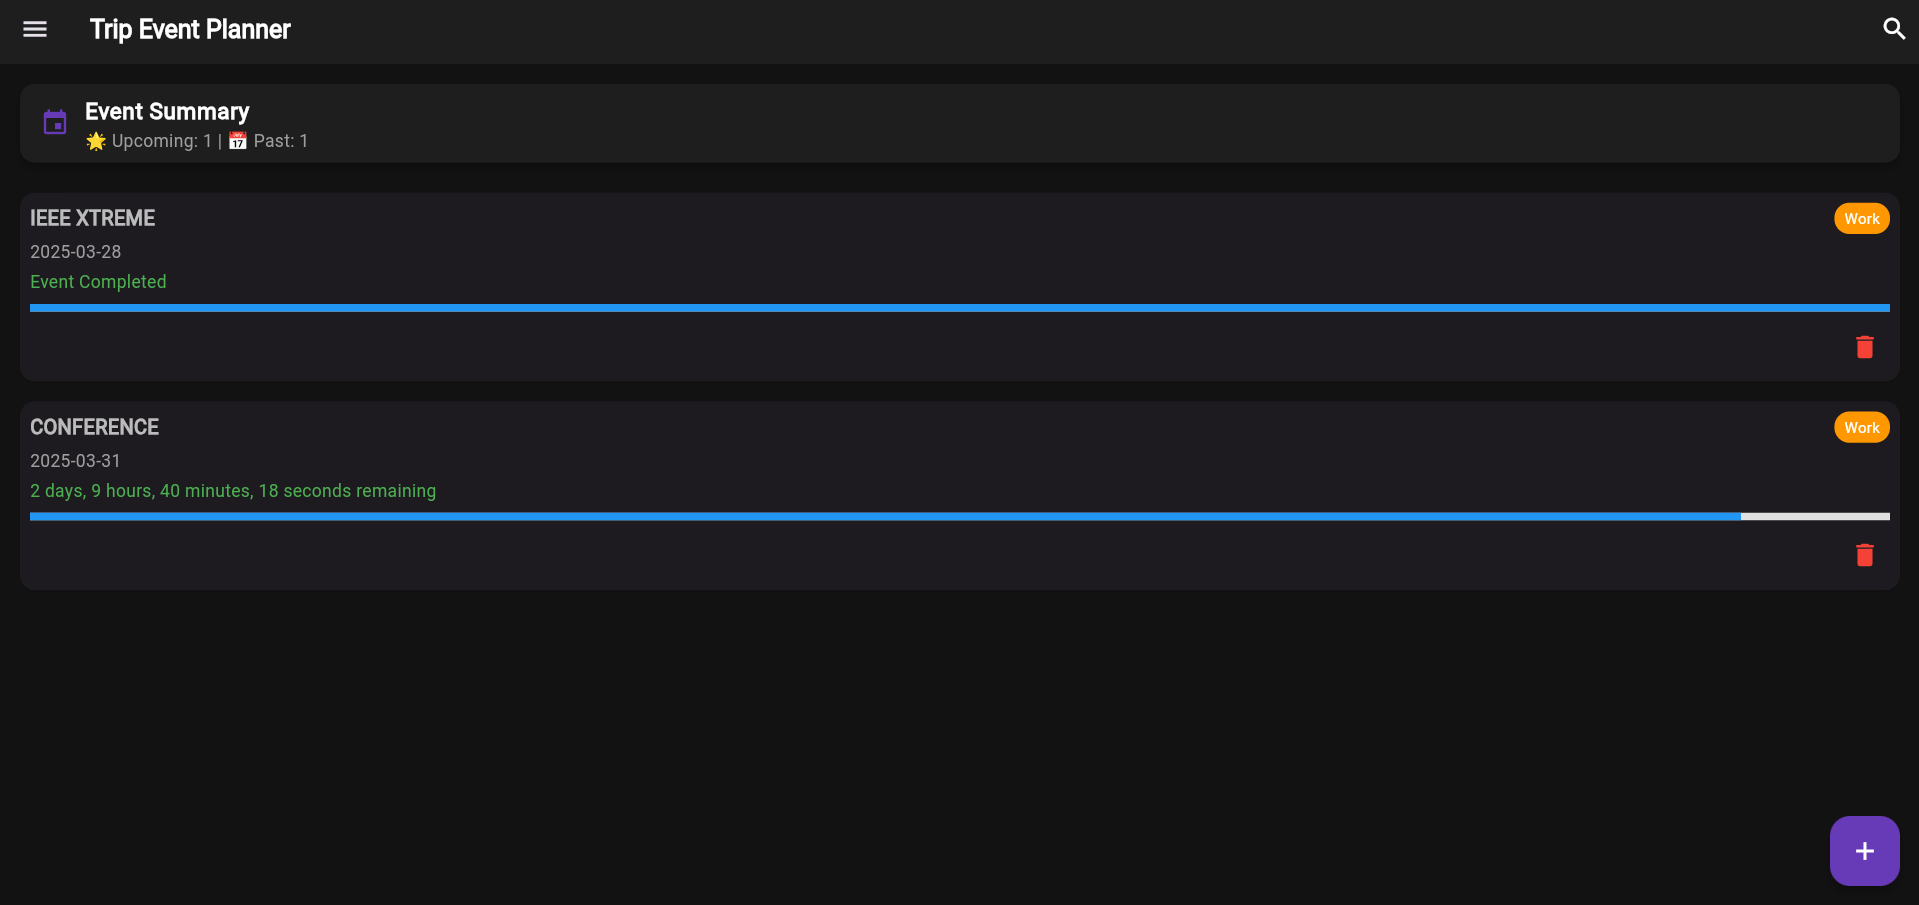 Trip Event Planner
Event Summary
🌟 Upcoming: 1 | 📅 Past: 1
IEEE XTREME
Work
2025-03-28
Event Completed
CONFERENCE
Work
2025-03-31
2 days, 9 hours, 40 minutes, 18 seconds remaining